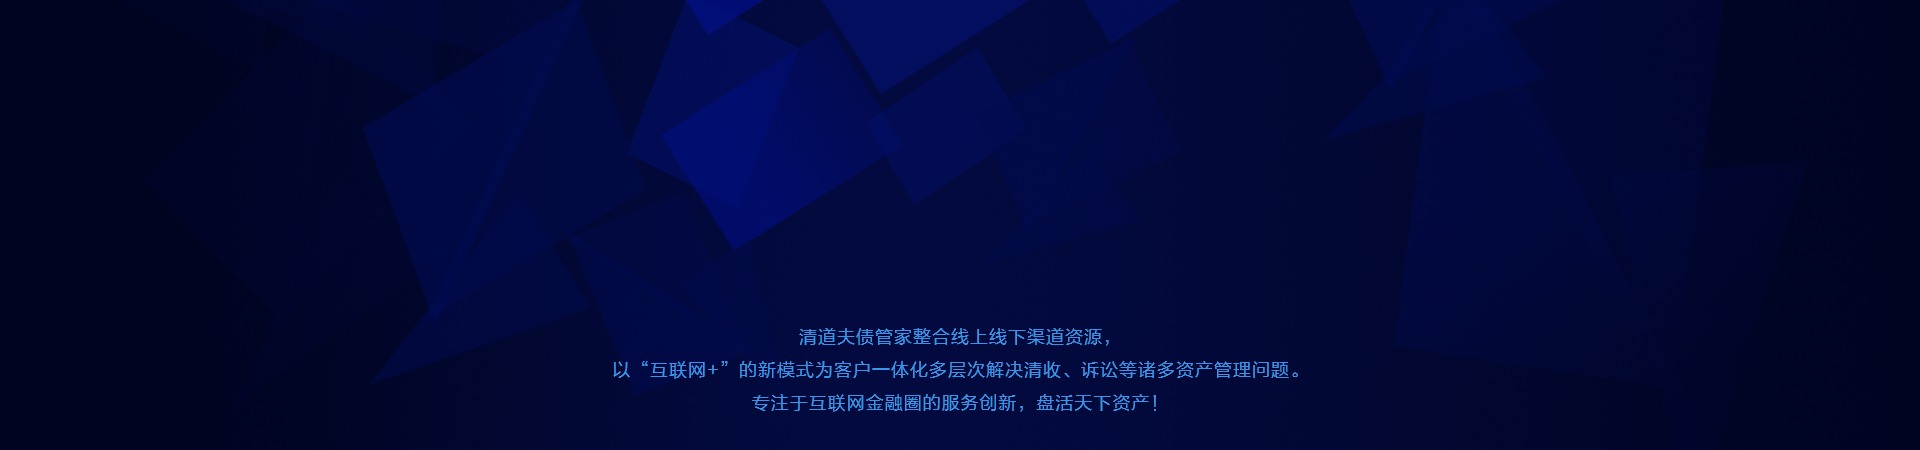 清道夫债管家整合线上线下渠道资源，
以“互联网+”的新模式为客户一体化多层次解决清收、诉讼等诸多资产管理问题。
专注于互联网金融圈的服务创新，盘活天下资产！